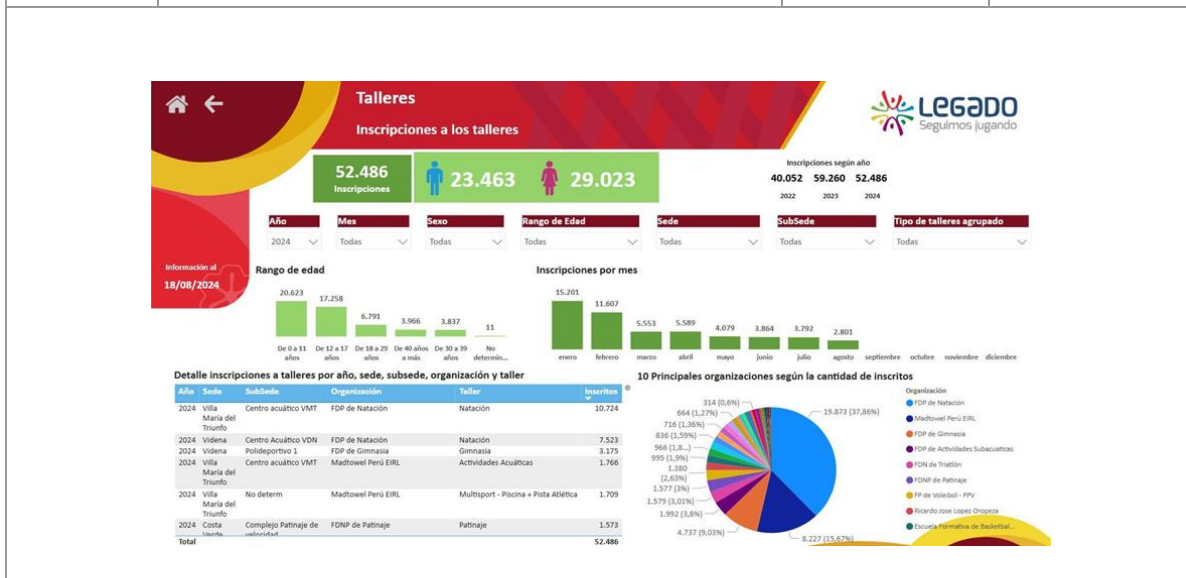 Talleres
Inscripciones a los talleres
LEGADO
Seguimos jugando
52.486
Inscripciones
23.463
29.023
Inscripciones según año
40.052 59.260 52.486
2022 2023 2024
Año Mes Sexo Rango de Edad Sede SubSede Tipo de talleres agrupado
2024 Todas Todas Todas Todas Todas Todas
Información al
18/08/2024
Rango de edad
20.623
17.258
6.791
3.966
3.837
11
De 0 a 11 años
De 12 a 17 años
De 18 a 29 años
De 40 años a más
De 30 a 39 años
No determin...
Inscripciones por mes
15.201
11.607
5.553
5.589
4.079
3.864
3.792
2.801
enero febrero marzo abril mayo junio julio agosto septiembre octubre noviembre diciembre
Detalle inscripciones a talleres por año, sede, subsede, organización y taller
Año Sede SubSede Organización Taller Inscritos
2024 Villa María del Triunfo Centro acuático VMT FDP de Natación Natación 10.724
2024 Videna Centro Acuático VDN FDP de Natación Natación 7.523
2024 Videna Polideportivo 1 FDP de Gimnasia Gimnasia 3.175
2024 Villa María del Triunfo Centro acuático VMT Madtowel Perú EIRL Actividades Acuáticas 1.766
2024 Villa María del Triunfo No determ Madtowel Perú EIRL Multisport - Piscina + Pista Atlética 1.709
2024 Costa Verde Complejo Patinaje de velocidad FDNP de Patinaje Patinaje 1.573
Total 52.486
10 Principales organizaciones según la cantidad de inscritos
314 (0,6%)
664 (1,27%)
716 (1,36%)
836 (1,59%)
966 (1,8...)
995 (1,9%)
1.380 (2,63%)
1.577 (3%)
1.579 (3,01%)
1.992 (3,8%)
4.737 (9,03%)
8.227 (15,67%)
19.873 (37,86%)
Organización
FDP de Natación
Madtowel Perú EIRL
FDP de Gimnasia
FDP de Actividades Subacuaticas
FDN de Triatlón
FDNP de Patinaje
FP de Voleibol - FPV
Ricardo Jose Lopez Oropeza
Escuela Formativa de Basketbal...